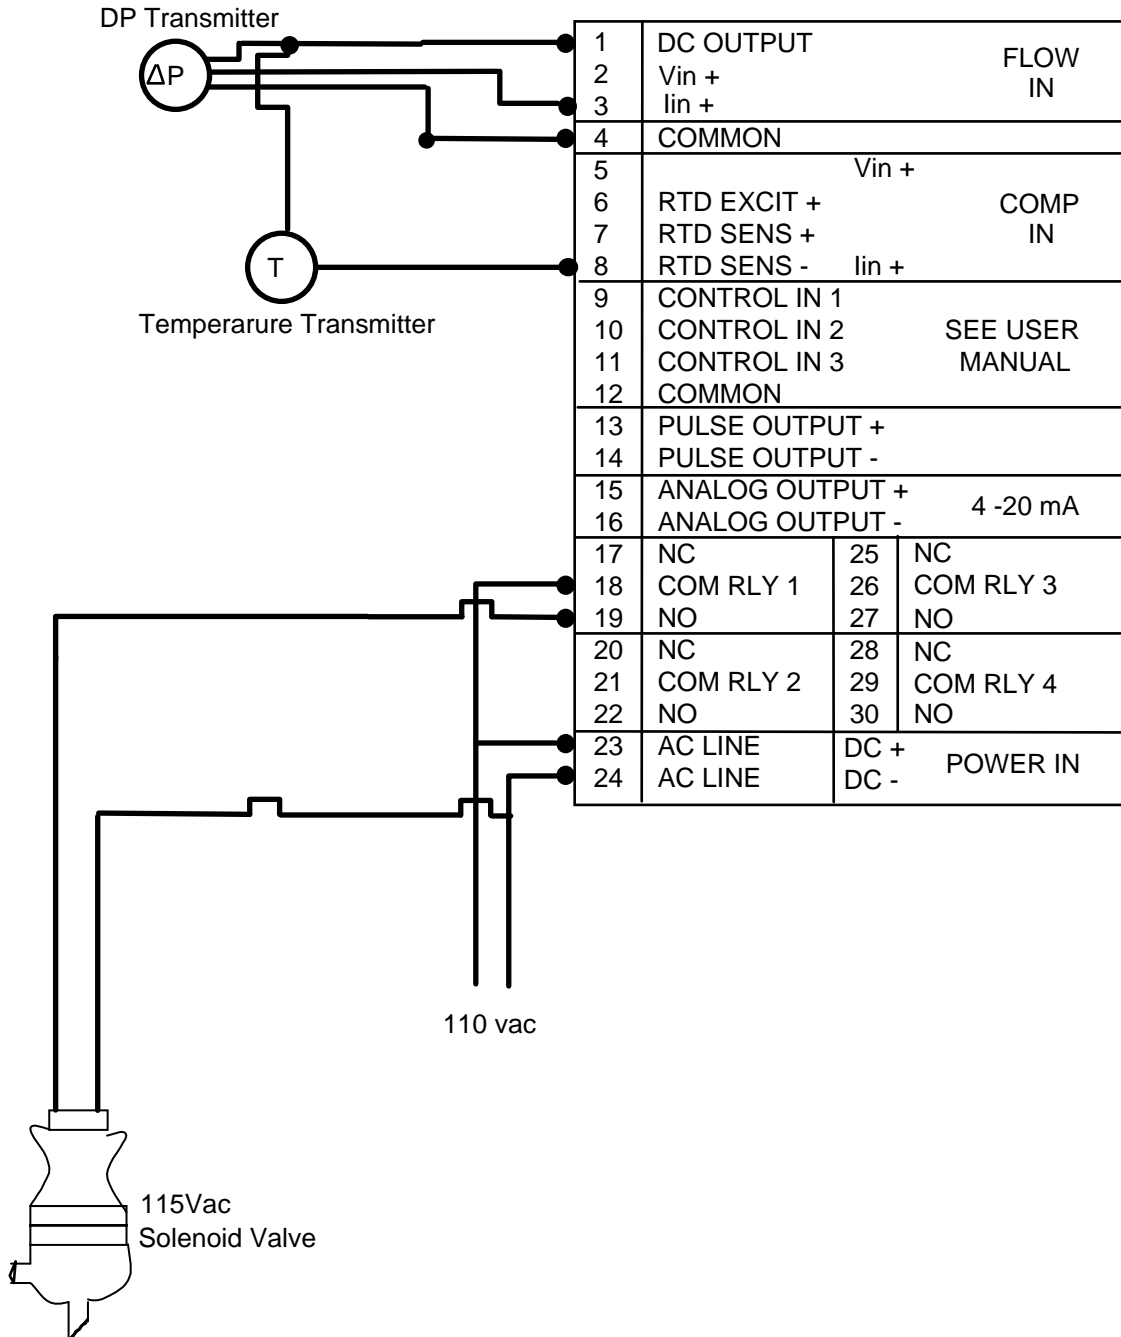 DP Transmitter
ΔP
1 DC OUTPUT
2 Vin +
3 Iin +
FLOW
IN
4 COMMON
5 Vin +
6 RTD EXCIT +
7 RTD SENS +
8 RTD SENS - Iin +
COMP
IN
T
Temperarure Transmitter
9 CONTROL IN 1
10 CONTROL IN 2
11 CONTROL IN 3
12 COMMON
SEE USER
MANUAL
13 PULSE OUTPUT +
14 PULSE OUTPUT -
15 ANALOG OUTPUT +
16 ANALOG OUTPUT -
4 -20 mA
17 NC 25 NC
18 COM RLY 1 26 COM RLY 3
19 NO 27 NO
20 NC 28 NC
21 COM RLY 2 29 COM RLY 4
22 NO 30 NO
23 AC LINE DC +
24 AC LINE DC -
POWER IN
110 vac
115Vac
Solenoid Valve